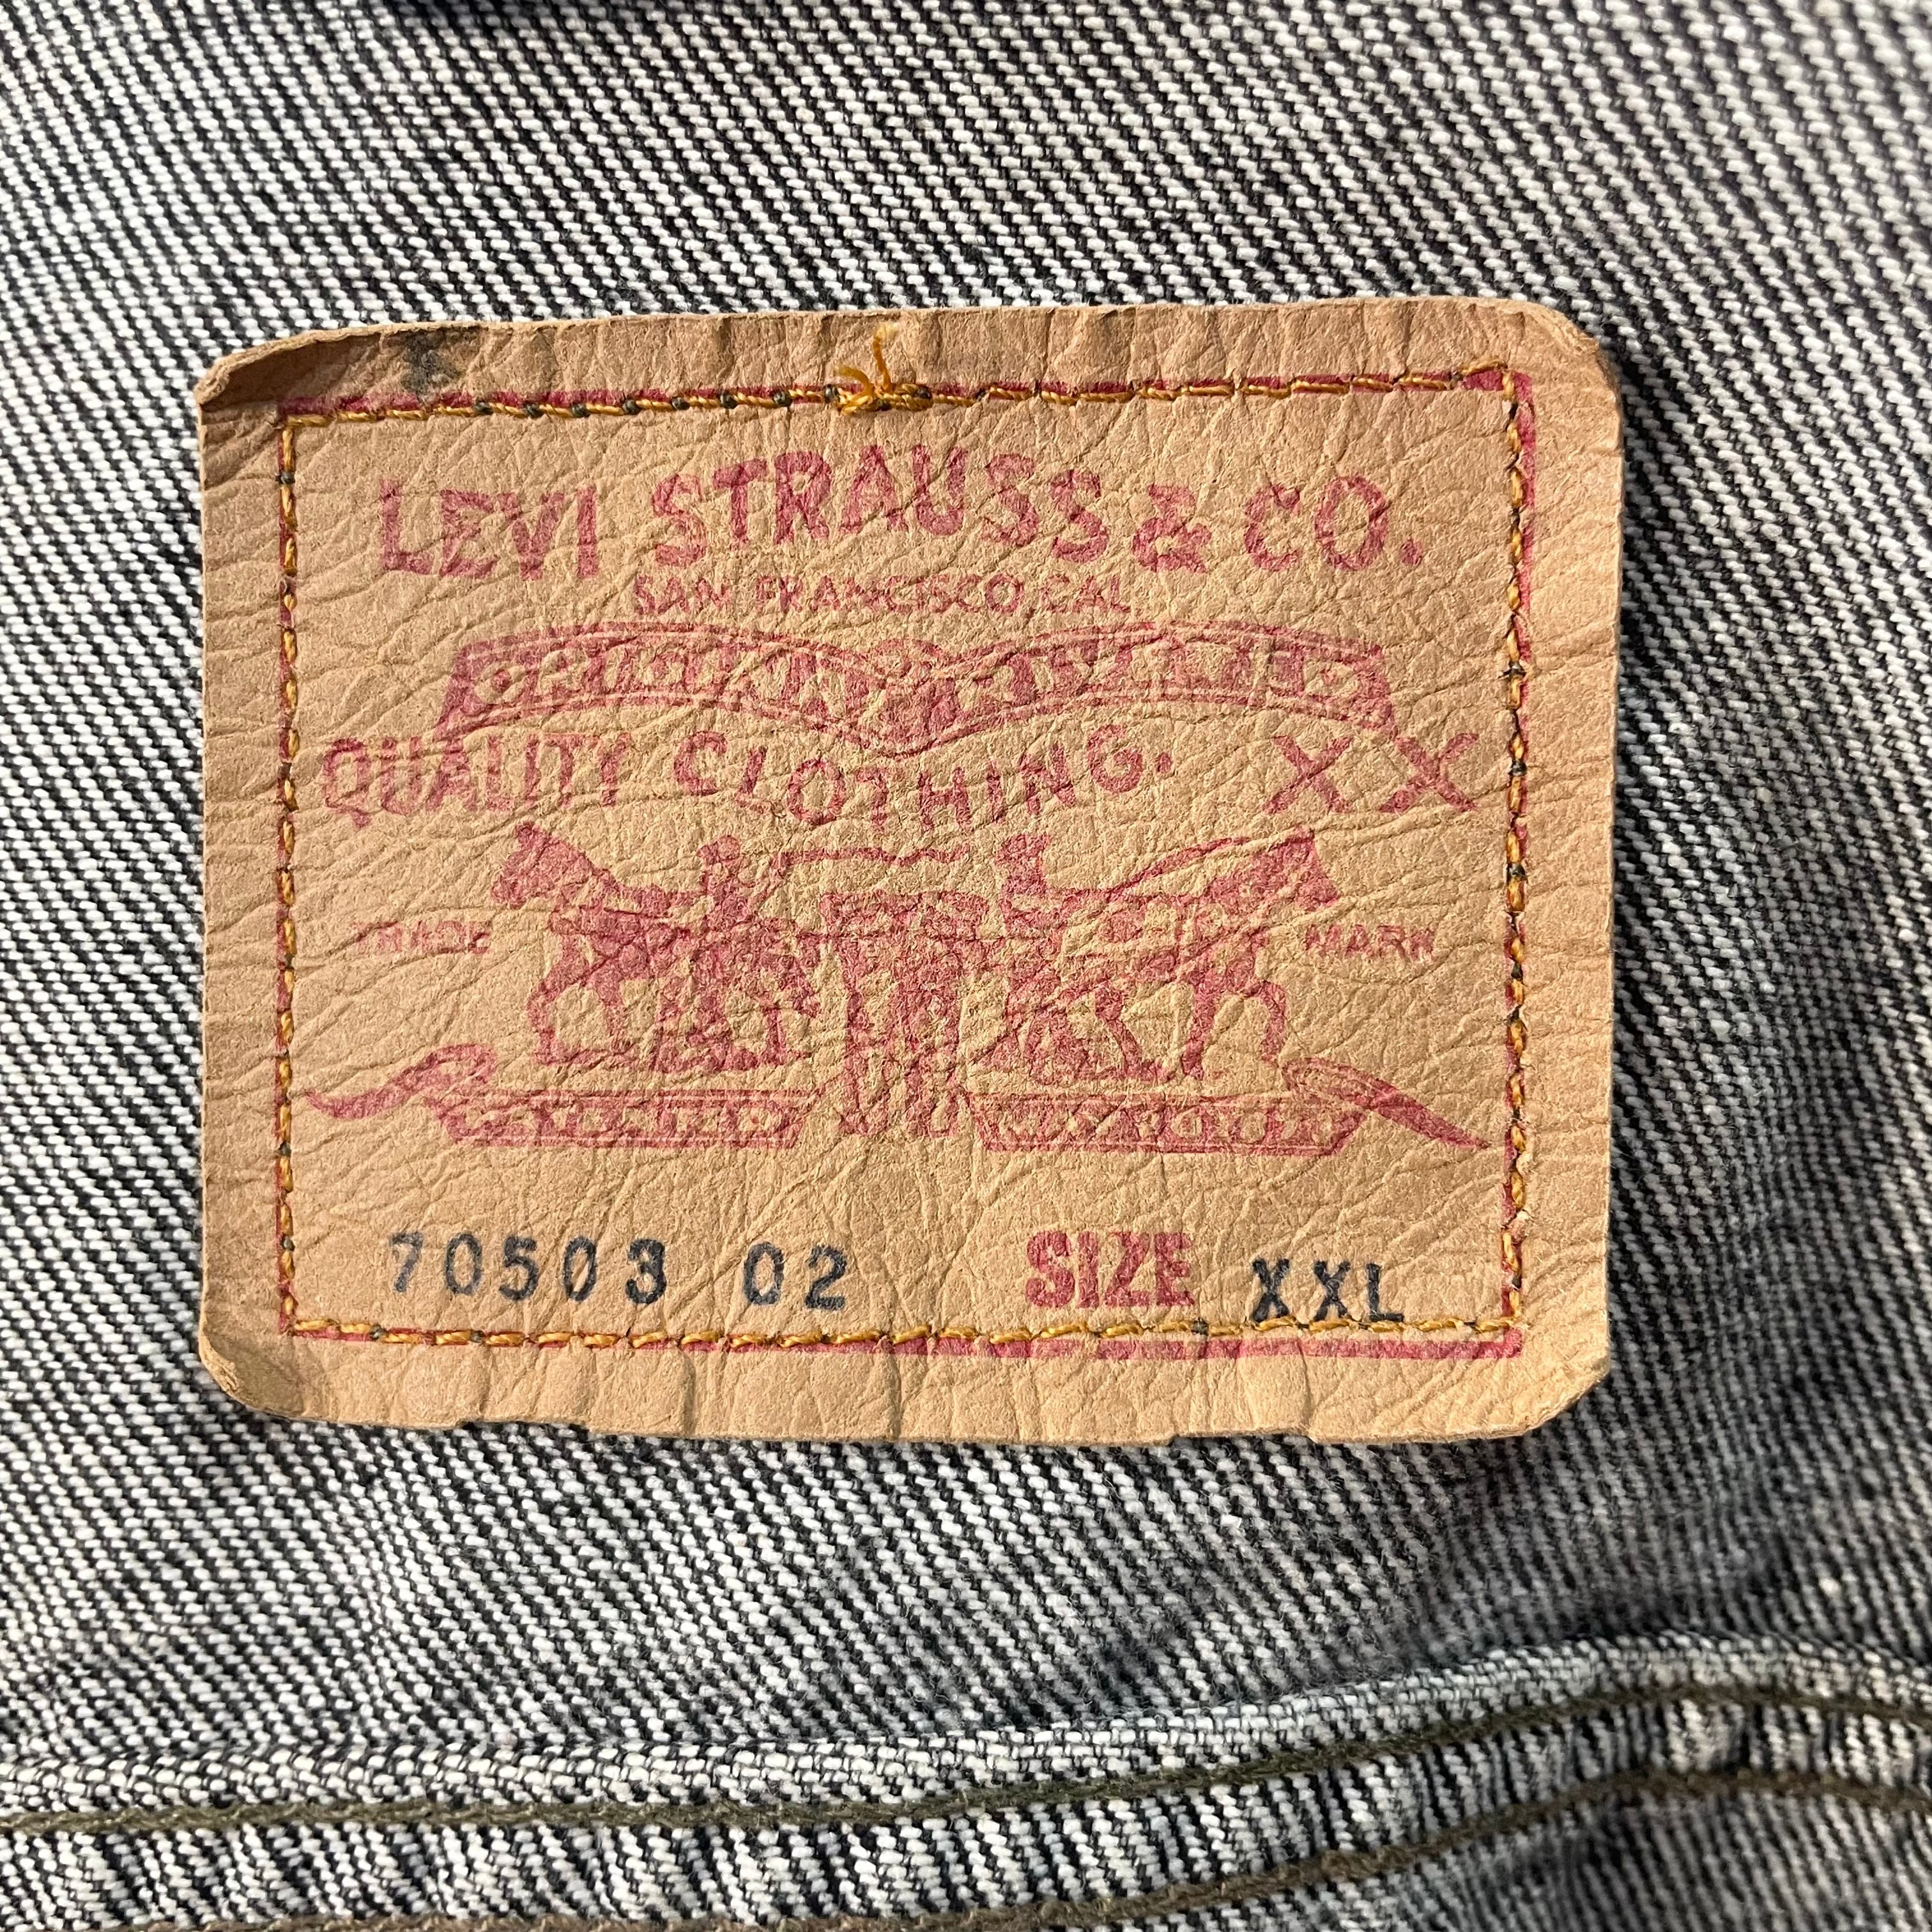 LEVI STRAUSS & CO.
SAN FRANCISCO, CAL
QUALITY CLOTHING. XX
TRADE MARK
70503 02 SIZE XXL